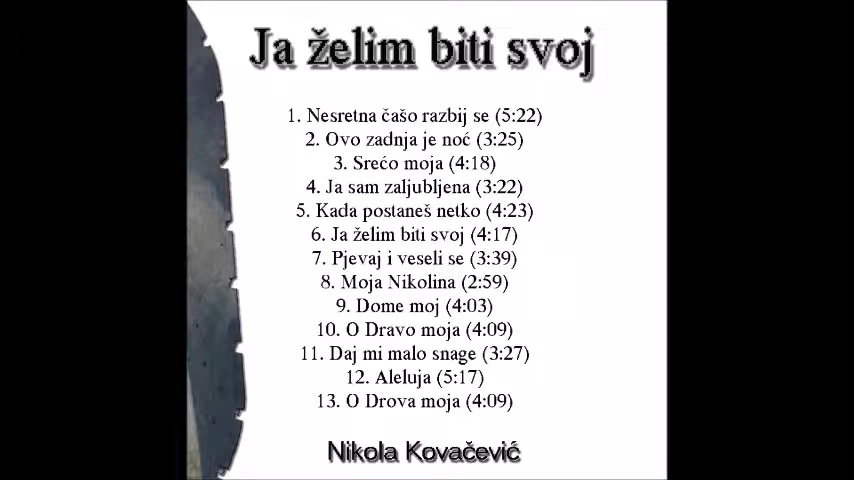 Ja želim biti svoj
1. Nesretna čašo razbij se (5:22)
2. Ovo zadnja je noć (3:25)
3. Srećo moja (4:18)
4. Ja sam zaljubljena (3:22)
5. Kada postaneš netko (4:23)
6. Ja želim biti svoj (4:17)
7. Pjevaj i veseli se (3:39)
8. Moja Nikolina (2:59)
9. Dome moj (4:03)
10. O Dravo moja (4:09)
11. Daj mi malo snage (3:27)
12. Aleluja (5:17)
13. O Drova moja (4:09)
Nikola Kovačević